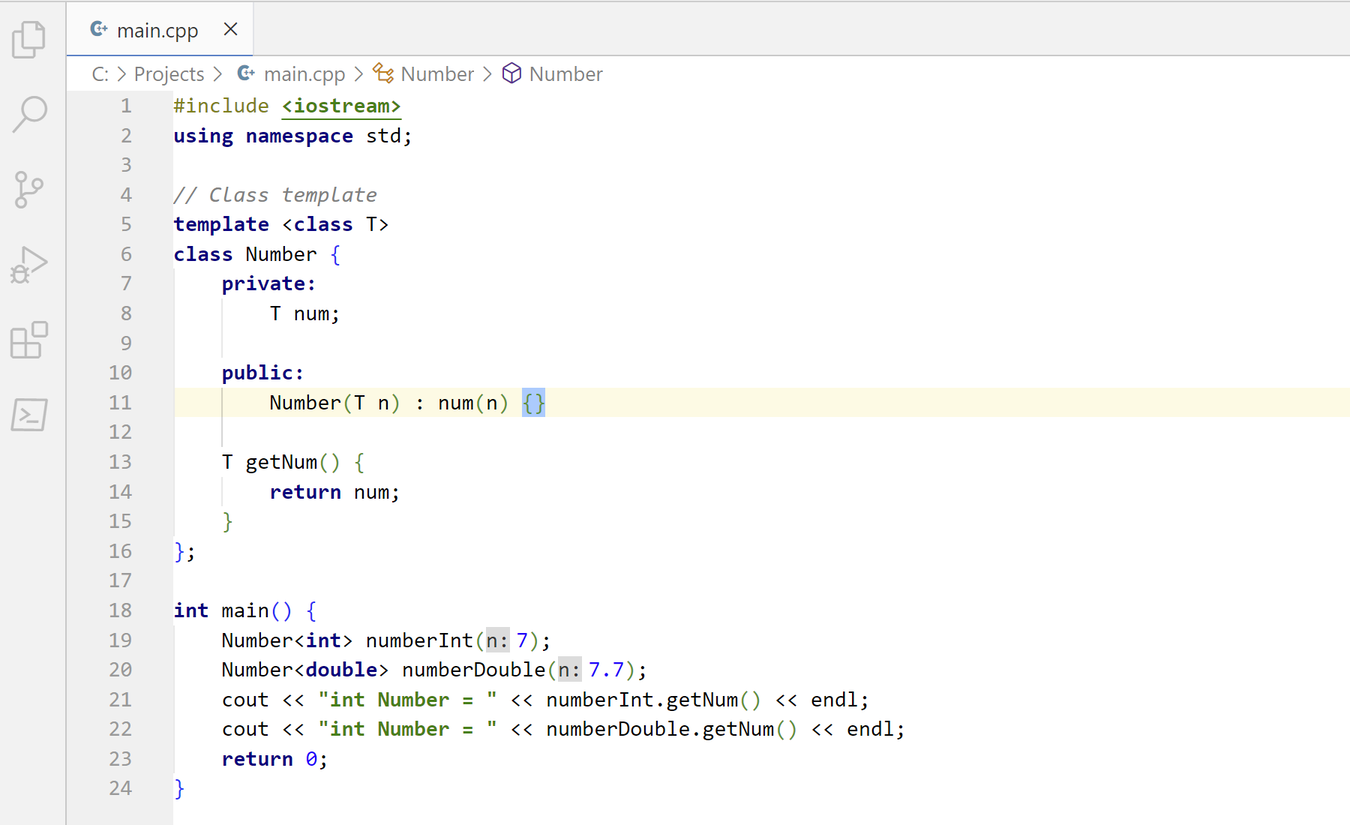 main.cpp
C: > Projects > main.cpp > Number > Number
1 #include <iostream>
2 using namespace std;
3
4 // Class template
5 template <class T>
6 class Number {
7     private:
8         T num;
9
10     public:
11         Number(T n) : num(n) {}
12
13     T getNum() {
14         return num;
15     }
16 };
17
18 int main() {
19     Number<int> numberInt(n: 7);
20     Number<double> numberDouble(n: 7.7);
21     cout << "int Number = " << numberInt.getNum() << endl;
22     cout << "int Number = " << numberDouble.getNum() << endl;
23     return 0;
24 }